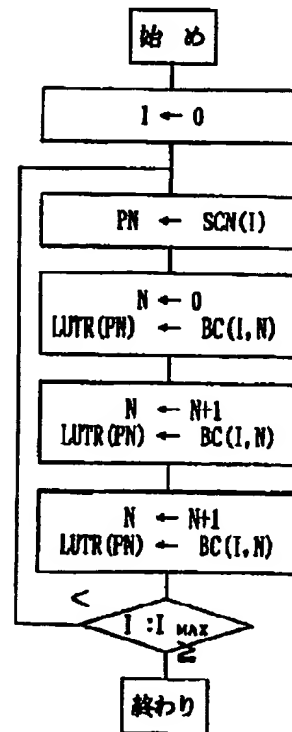 始 め
I ← 0
PN ← SCN(I)
N ← 0
LUTR(PN) ← BC(I,N)
N ← N+1
LUTR(PN) ← BC(I,N)
N ← N+1
LUTR(PN) ← BC(I,N)
<
I :I MAX
≧
終わり